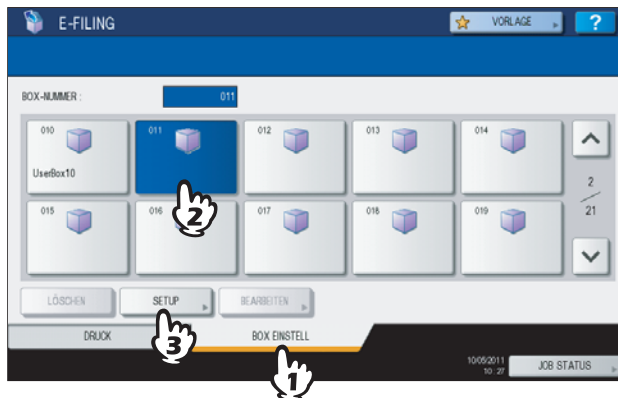 E-FILING
VORLAGE
?
BOX-NUMMER :
011
010
011
012
013
014
UserBox10
2
21
015
016
017
018
019
2
LÖSCHEN
SETUP
BEARBEITEN
3
DRUCK
BOX EINSTELL
1
10/05/2011
10 : 27
JOB STATUS